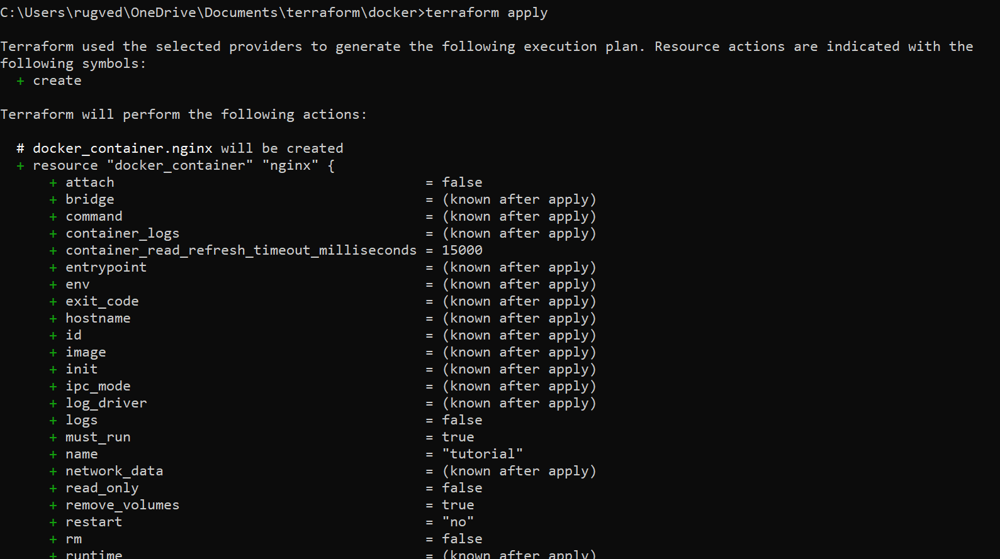 C:\Users\rugved\OneDrive\Documents\terraform\docker>terraform apply
Terraform used the selected providers to generate the following execution plan. Resource actions are indicated with the
following symbols:
+ create
Terraform will perform the following actions:
# docker_container.nginx will be created
+ resource "docker_container" "nginx" {
+ attach = false
+ bridge = (known after apply)
+ command = (known after apply)
+ container_logs = (known after apply)
+ container_read_refresh_timeout_milliseconds = 15000
+ entrypoint = (known after apply)
+ env = (known after apply)
+ exit_code = (known after apply)
+ hostname = (known after apply)
+ id = (known after apply)
+ image = (known after apply)
+ init = (known after apply)
+ ipc_mode = (known after apply)
+ log_driver = (known after apply)
+ logs = false
+ must_run = true
+ name = "tutorial"
+ network_data = (known after apply)
+ read_only = false
+ remove_volumes = true
+ restart = "no"
+ rm = false
+ runtime = (known after apply)